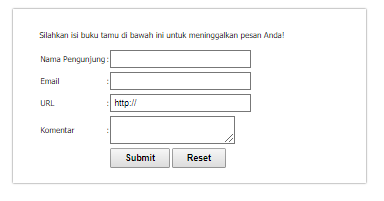 Silahkan isi buku tamu di bawah ini untuk meninggalkan pesan Anda!
Nama Pengunjung :
Email :
URL : http://
Komentar :
Submit Reset